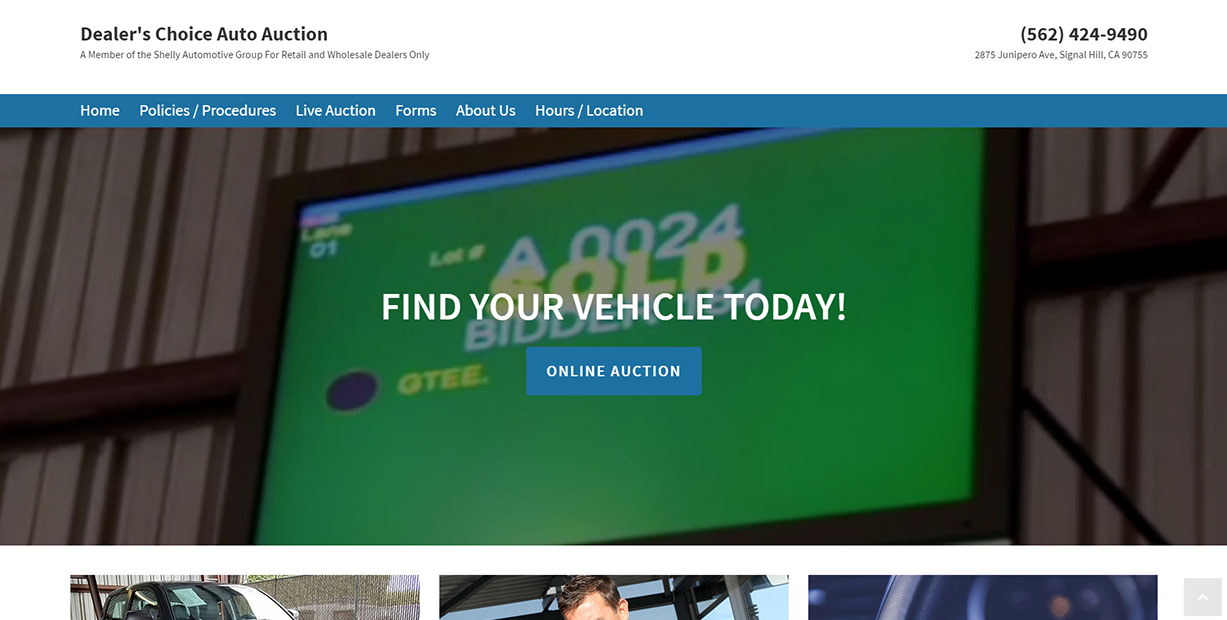 Dealer's Choice Auto Auction
A Member of the Shelly Automotive Group For Retail and Wholesale Dealers Only
(562) 424-9490
2875 Junipero Ave, Signal Hill, CA 90755
Home Policies / Procedures Live Auction Forms About Us Hours / Location
Lane
01
Lot # A 0024
SOLD
FIND YOUR VEHICLE TODAY!
BIDDER
GTEE.
ONLINE AUCTION